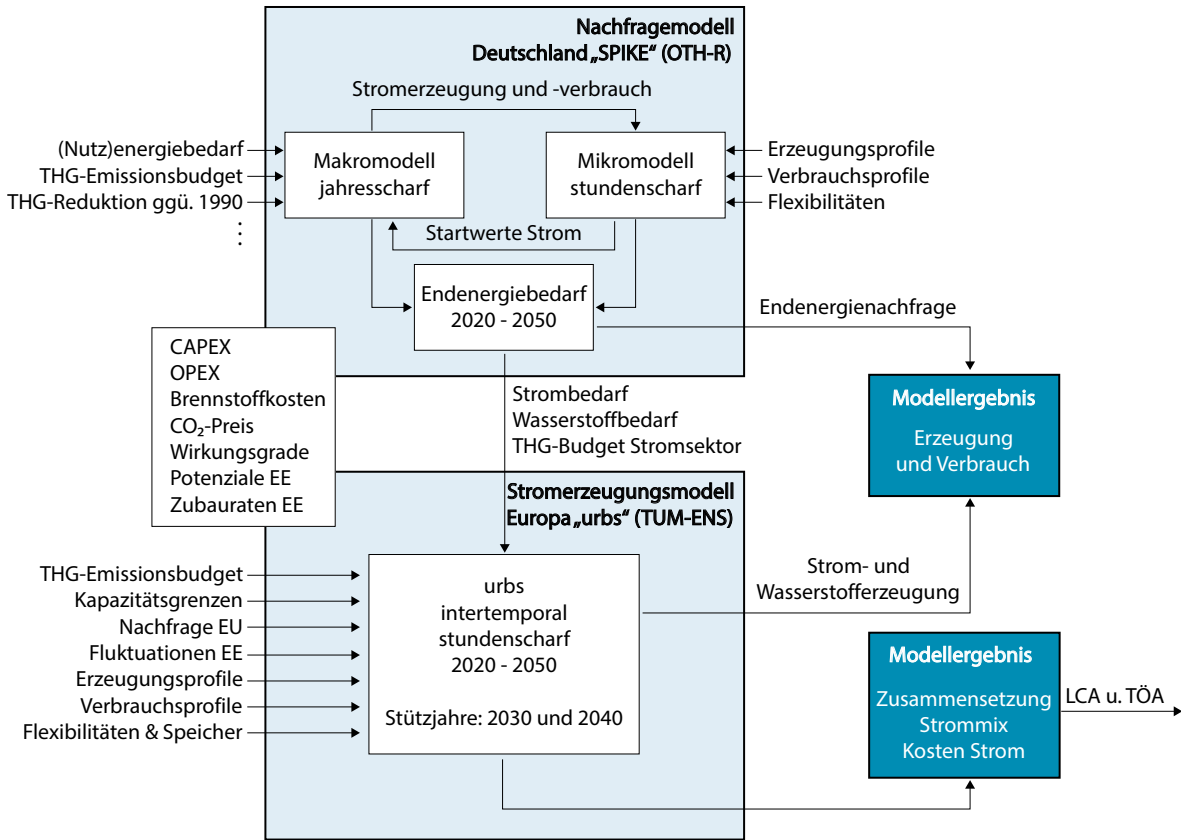 Nachfragemodell
Deutschland „SPIKE“ (OTH-R)
Stromerzeugung und -verbrauch
(Nutz)energiebedarf
THG-Emissionsbudget
THG-Reduktion ggü. 1990
⋮
Makromodell
jahresscharf
Mikromodell
stundenscharf
Erzeugungsprofile
Verbrauchsprofile
Flexibilitäten
Startwerte Strom
Endenergiebedarf
2020 - 2050
Endenergienachfrage
CAPEX
OPEX
Brennstoffkosten
CO₂-Preis
Wirkungsgrade
Potenziale EE
Zubauraten EE
Strombedarf
Wasserstoffbedarf
THG-Budget Stromsektor
Modellergebnis
Erzeugung
und Verbrauch
Stromerzeugungsmodell
Europa „urbs“ (TUM-ENS)
THG-Emissionsbudget
Kapazitätsgrenzen
Nachfrage EU
Fluktuationen EE
Erzeugungsprofile
Verbrauchsprofile
Flexibilitäten & Speicher
urbs
intertemporal
stundenscharf
2020 - 2050
Stützjahre: 2030 und 2040
Strom- und
Wasserstofferzeugung
Modellergebnis
Zusammensetzung
Strommix
Kosten Strom
LCA u. TÖA